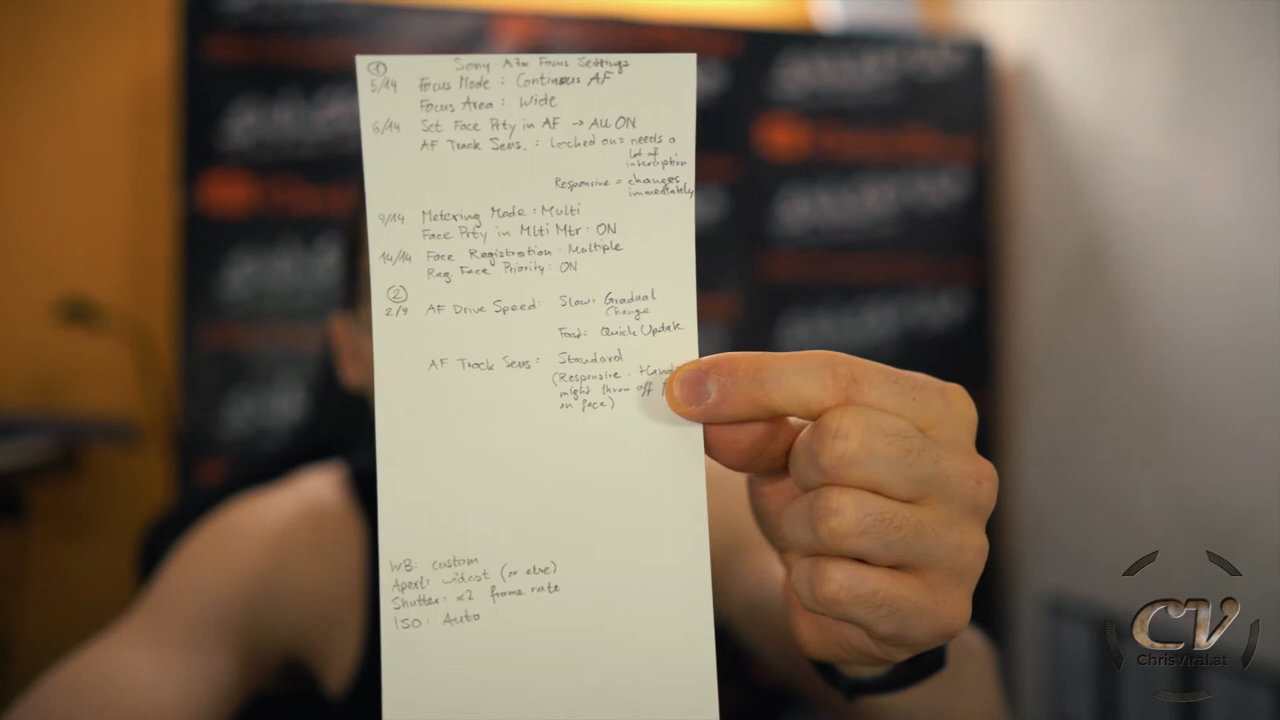 ① Sony A7III Focus Settings
5/14 Focus Mode: Continuous AF
Focus Area: Wide
6/14 Set. Face Prty in AF → ALL ON
AF Track Sens.: Locked on = needs a
lot of
interruption
Responsive = changes
immediately
9/14 Metering Mode: Multi
Face Prty in Mlti Mtr: ON
14/14 Face Registration: Multiple
Reg. Face Priority: ON
②
2/9 AF Drive Speed: Slow: Gradual
Change
Fast: Quick Update
AF Track Sens: Standard
(Responsive: Hand
might throw off
on face)
WB: custom
Apert: widest (or else)
Shutter: x2 frame rate
ISO: Auto
CV
ChrisViral.at